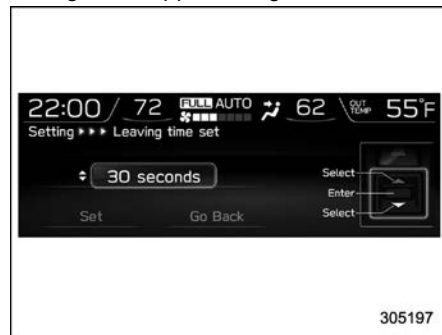 22:00 / 72 FULL AUTO 62 OUT TEMP 55°F
Setting ▸▸▸ Leaving time set
30 seconds
Select
Enter
Select
Set Go Back
305197